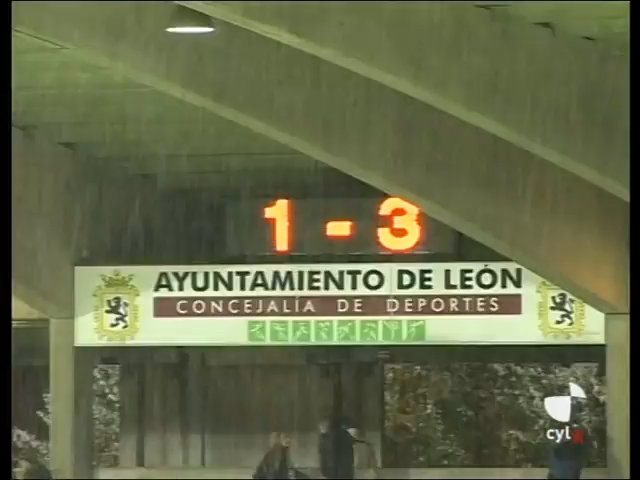 1 - 3
AYUNTAMIENTO DE LEÓN
CONCEJALÍA DE DEPORTES
cyl